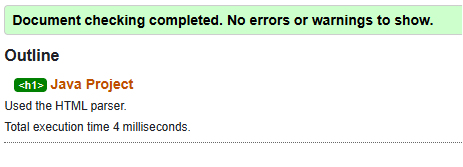 Document checking completed. No errors or warnings to show.
Outline
<h1> Java Project
Used the HTML parser.
Total execution time 4 milliseconds.